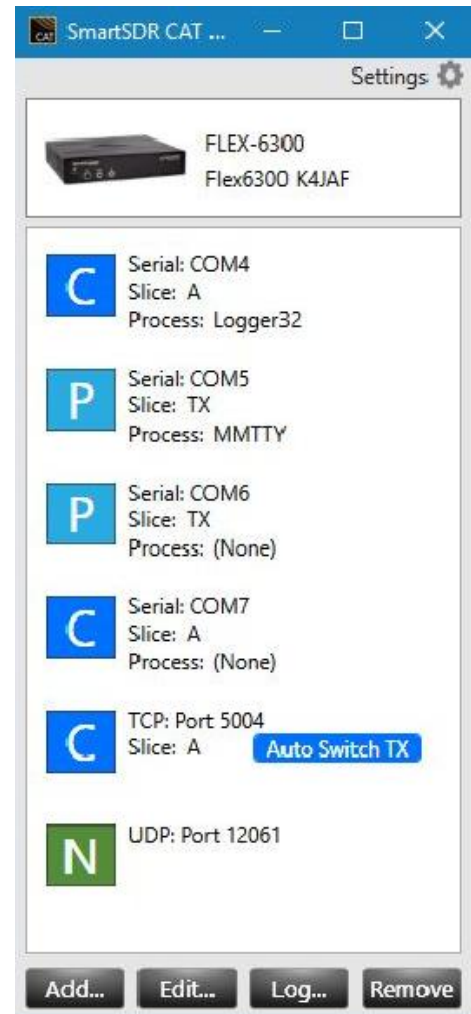 CAT SmartSDR CAT ...
Settings
FLEX-6300
Flex6300 K4JAF
C
Serial: COM4
Slice: A
Process: Logger32
P
Serial: COM5
Slice: TX
Process: MMTTY
P
Serial: COM6
Slice: TX
Process: (None)
C
Serial: COM7
Slice: A
Process: (None)
C
TCP: Port 5004
Slice: A Auto Switch TX
N
UDP: Port 12061
Add... Edit... Log... Remove